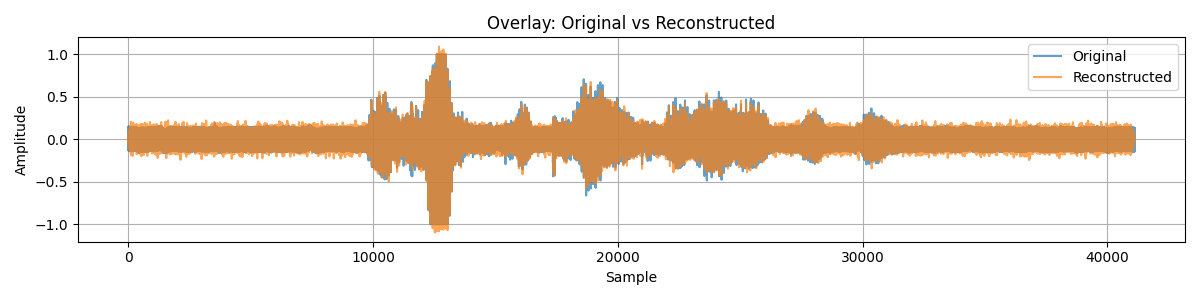 Overlay: Original vs Reconstructed
Original
Reconstructed
Amplitude
1.0
0.5
0.0
−0.5
−1.0
0
10000
20000
30000
40000
Sample